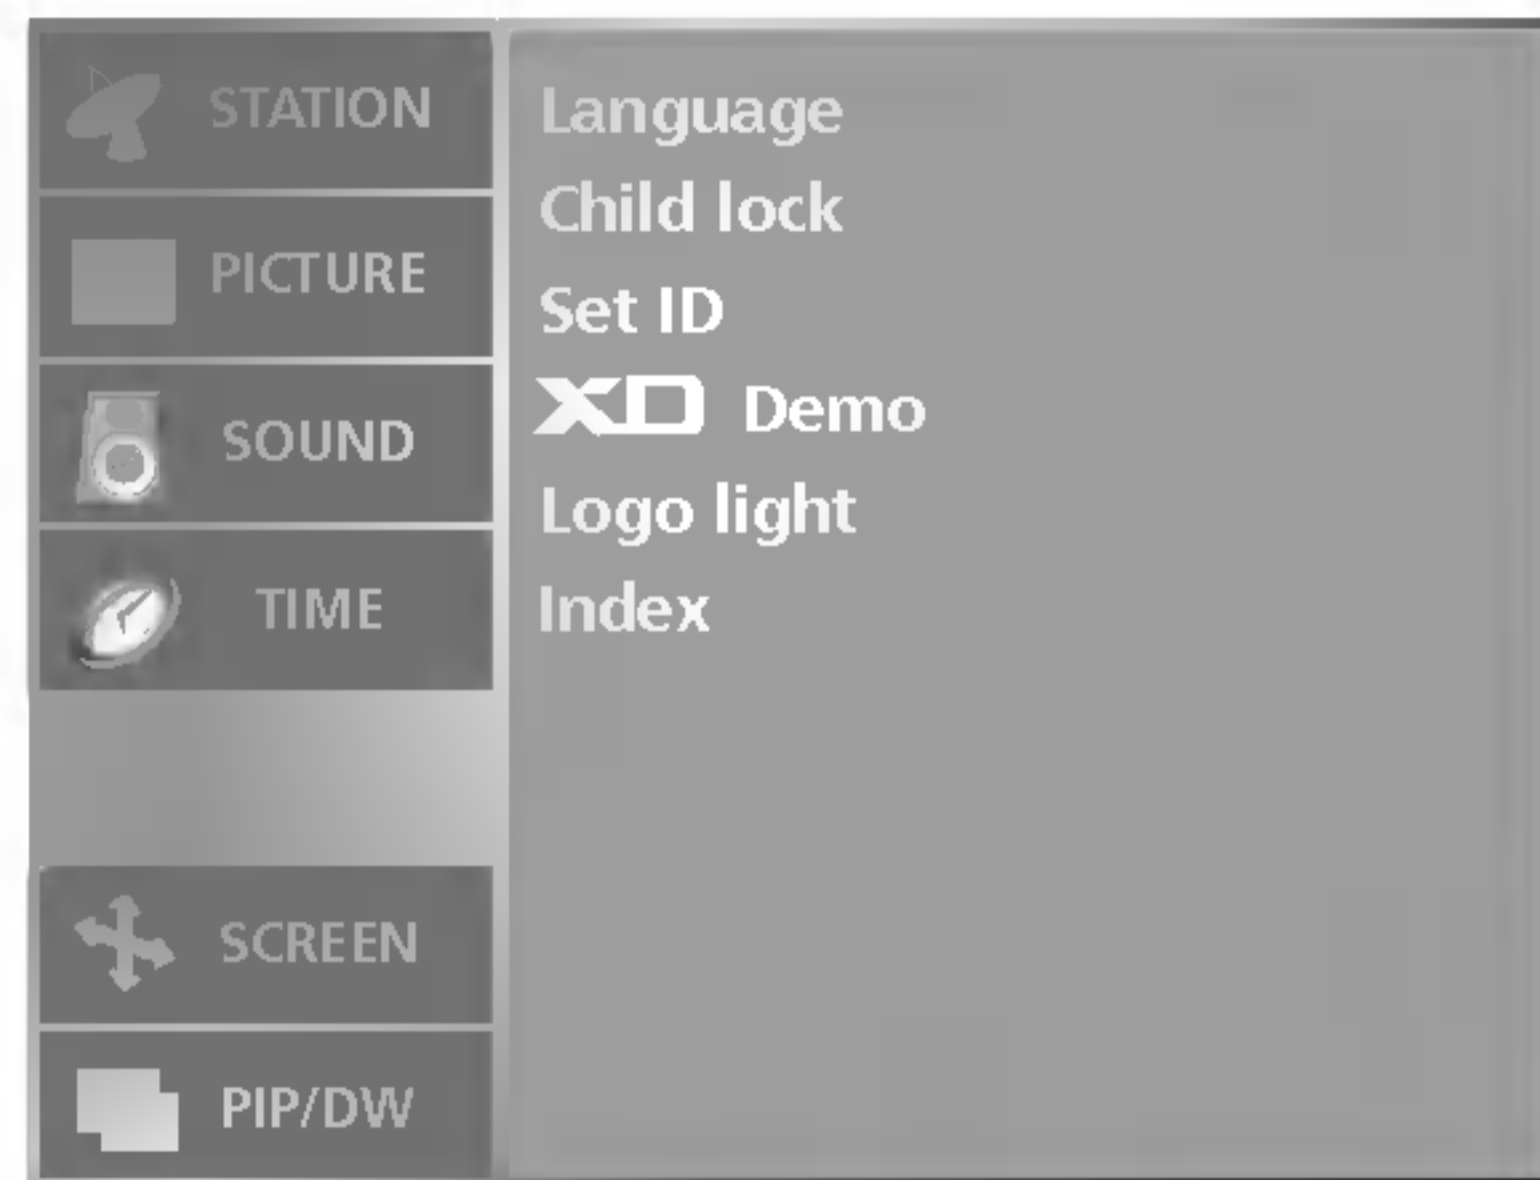 STATION
PICTURE
SOUND
TIME
SCREEN
PIP/DW
Language
Child lock
Set ID
XD Demo
Logo light
Index